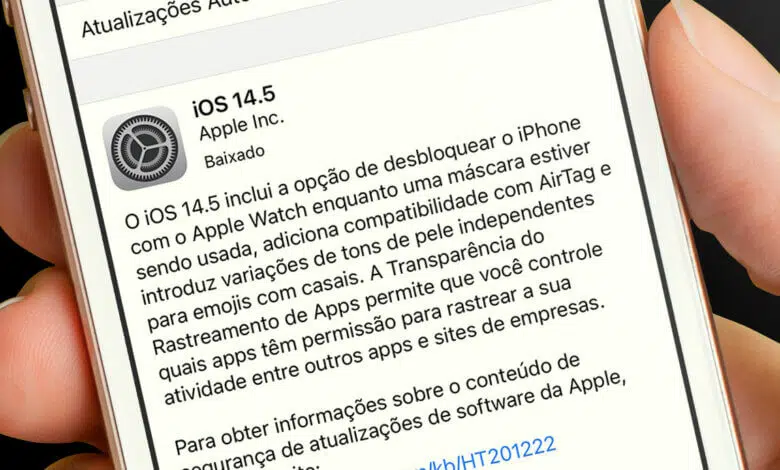 Atualizações
iOS 14.5
Apple Inc.
Baixado
O iOS 14.5 inclui a opção de desbloquear o iPhone
com o Apple Watch enquanto uma máscara estiver
sendo usada, adiciona compatibilidade com AirTag e
introduz variações de tons de pele independentes
para emojis com casais. A Transparência do
Rastreamento de Apps permite que você controle
quais apps têm permissão para rastrear a sua
atividade entre outros apps e sites de empresas.
Para obter informações sobre o conteúdo de
segurança de atualizações de software da Apple,
/kb/HT201222